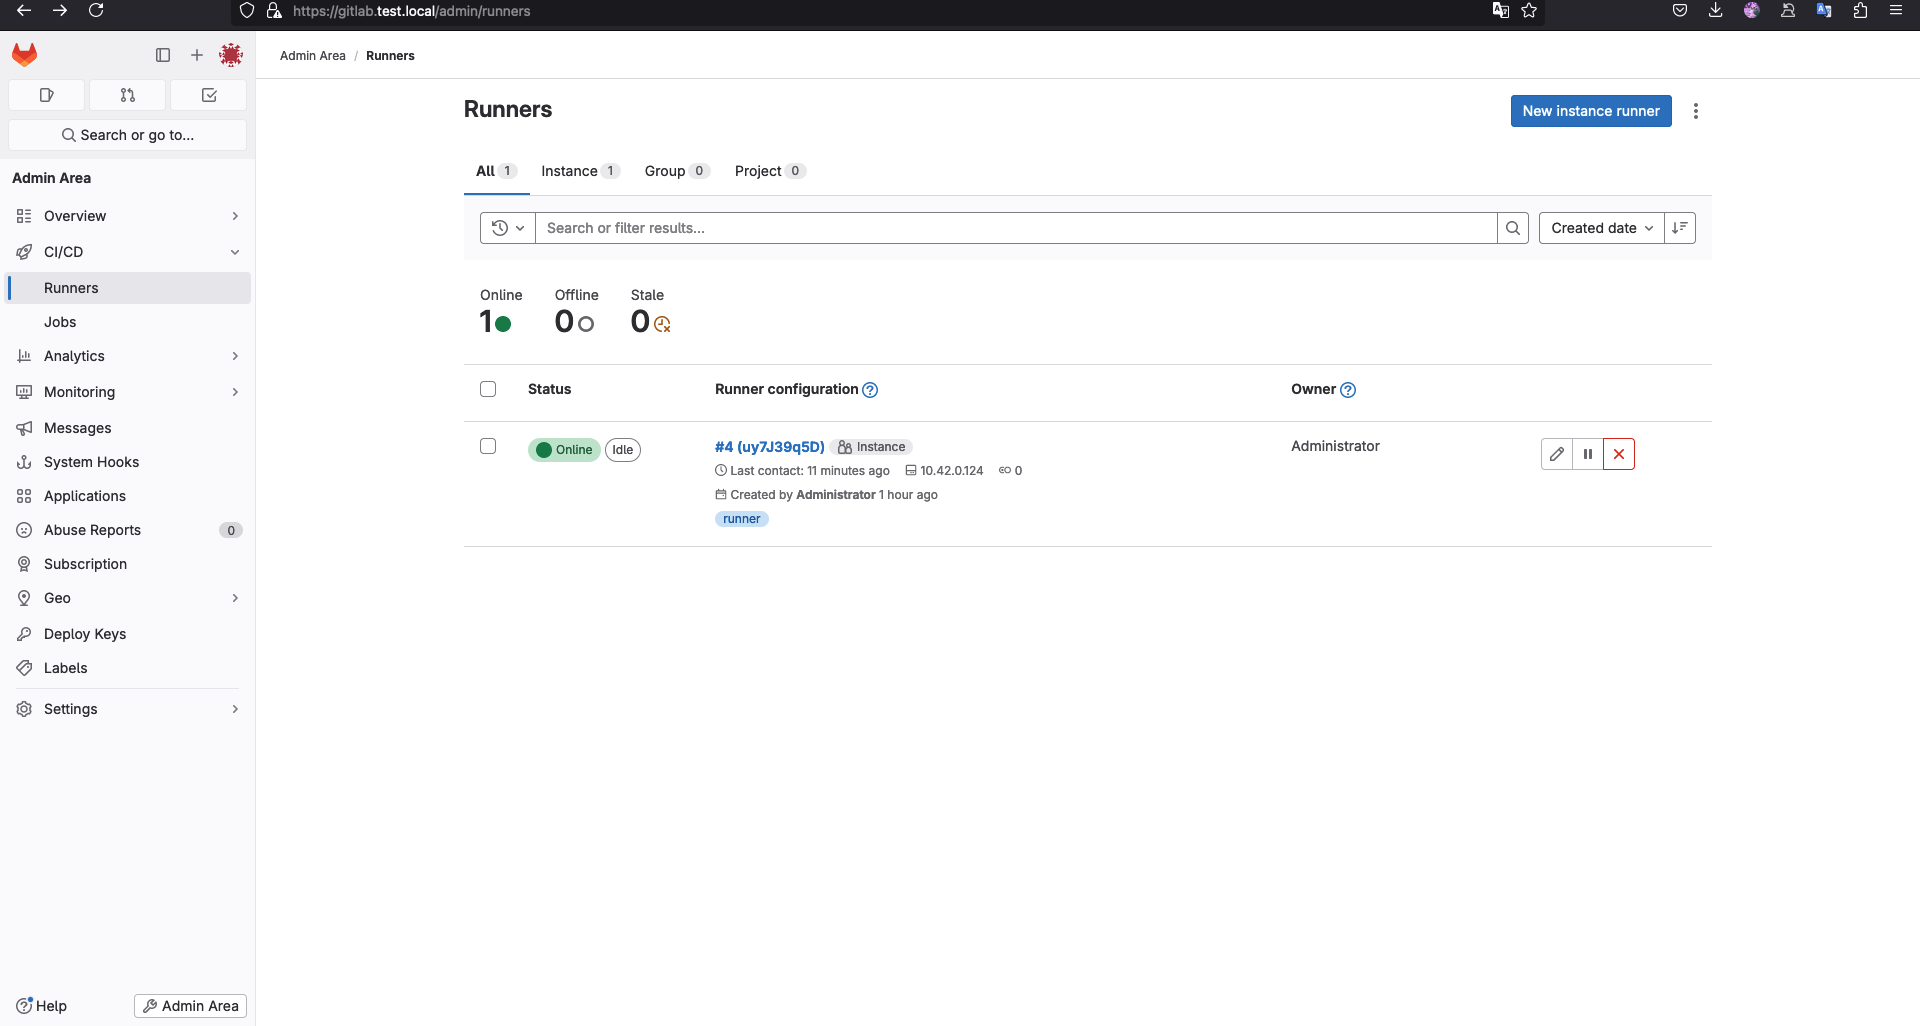 https://gitlab.test.local/admin/runners
Admin Area / Runners
Search or go to...
Admin Area
Overview
CI/CD
Runners
Jobs
Analytics
Monitoring
Messages
System Hooks
Applications
Abuse Reports 0
Subscription
Geo
Deploy Keys
Labels
Settings
Help
Admin Area
Runners
New instance runner
All 1 Instance 1 Group 0 Project 0
Search or filter results...
Created date
Online Offline Stale
1 0 0
Status Runner configuration ? Owner ?
Online Idle #4 (uy7J39q5D) Instance Administrator
Last contact: 11 minutes ago 10.42.0.124 0
Created by Administrator 1 hour ago
runner